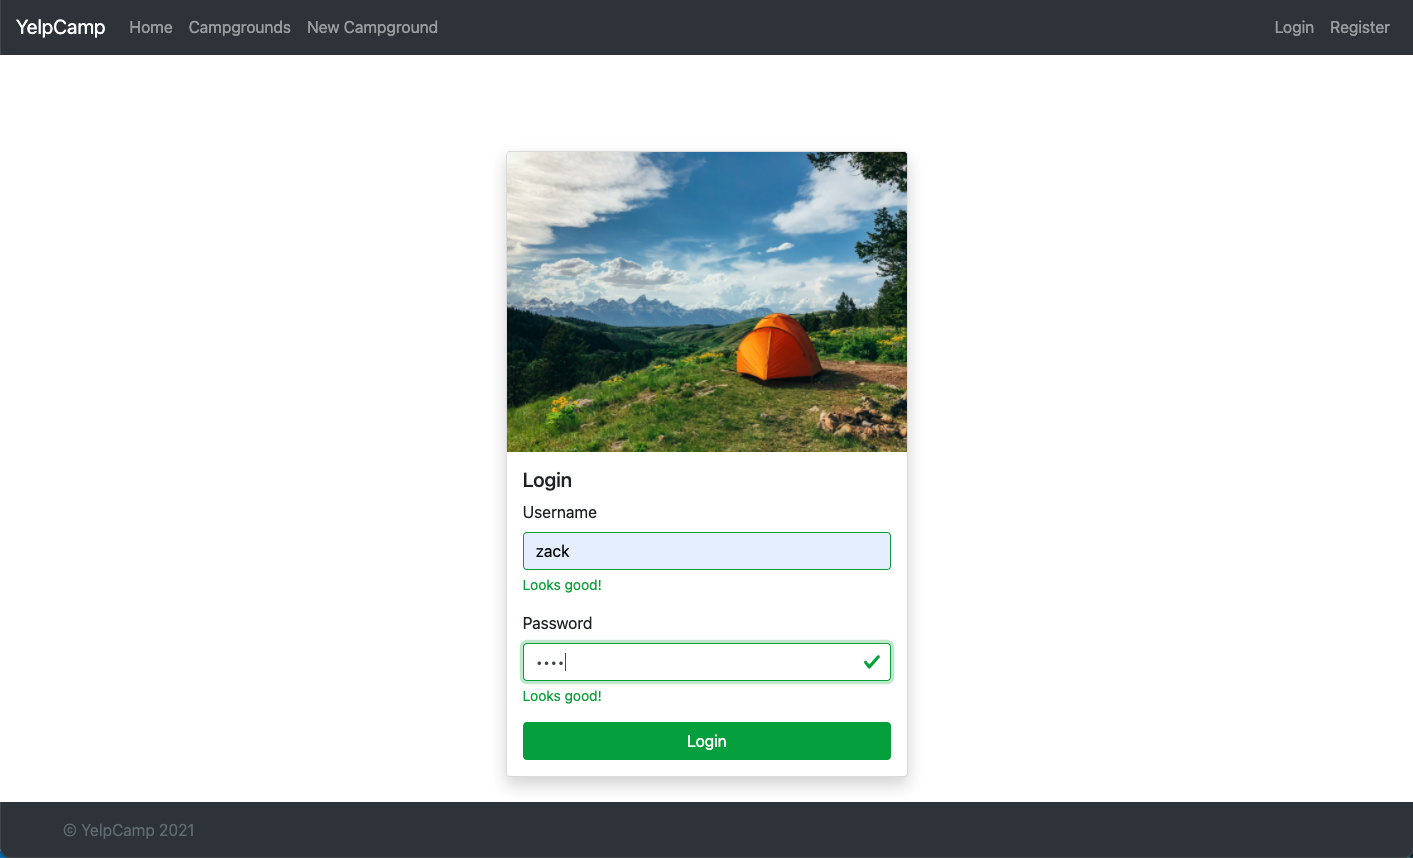 YelpCamp Home Campgrounds New Campground Login Register
Login
Username
zack
Looks good!
Password
••••
Looks good!
Login
© YelpCamp 2021